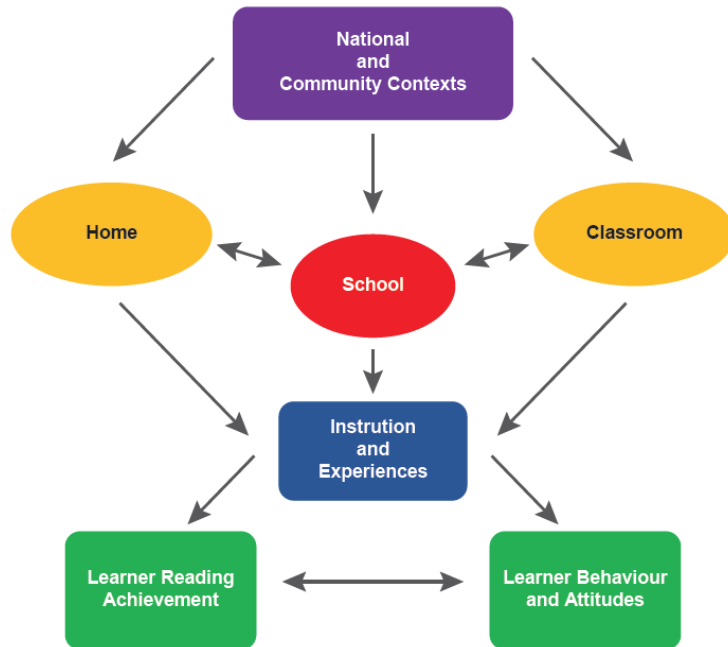 National
and
Community Contexts
Home
Classroom
School
Instrution
and
Experiences
Learner Reading
Achievement
Learner Behaviour
and Attitudes